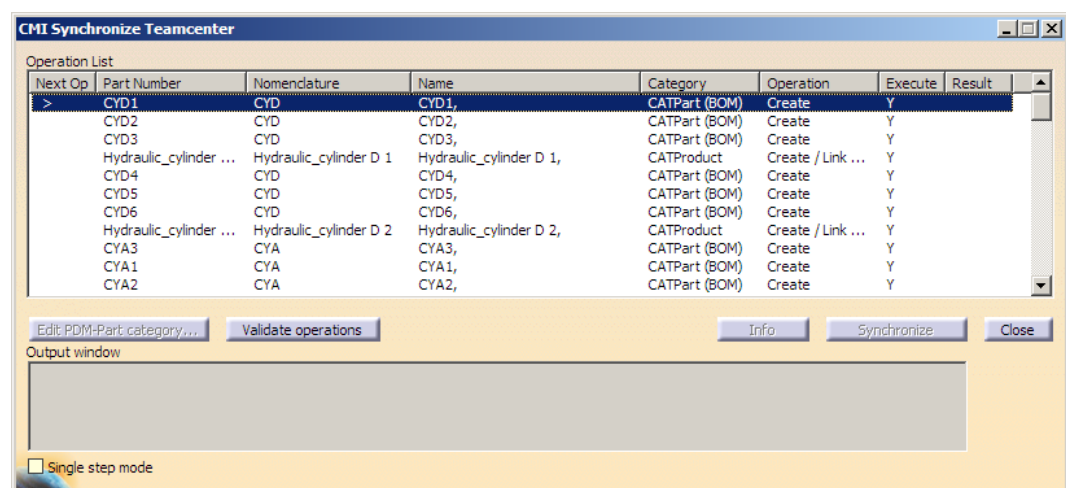 CMI Synchronize Teamcenter
Operation List
Next Op Part Number Nomenclature Name Category Operation Execute Result
> CYD1 CYD CYD1, CATPart (BOM) Create Y
CYD2 CYD CYD2, CATPart (BOM) Create Y
CYD3 CYD CYD3, CATPart (BOM) Create Y
Hydraulic_cylinder ... Hydraulic_cylinder D 1 Hydraulic_cylinder D 1, CATProduct Create / Link ... Y
CYD4 CYD CYD4, CATPart (BOM) Create Y
CYD5 CYD CYD5, CATPart (BOM) Create Y
CYD6 CYD CYD6, CATPart (BOM) Create Y
Hydraulic_cylinder ... Hydraulic_cylinder D 2 Hydraulic_cylinder D 2, CATProduct Create / Link ... Y
CYA3 CYA CYA3, CATPart (BOM) Create Y
CYA1 CYA CYA1, CATPart (BOM) Create Y
CYA2 CYA CYA2, CATPart (BOM) Create Y
Edit PDM-Part category... Validate operations Info Synchronize Close
Output window
Single step mode